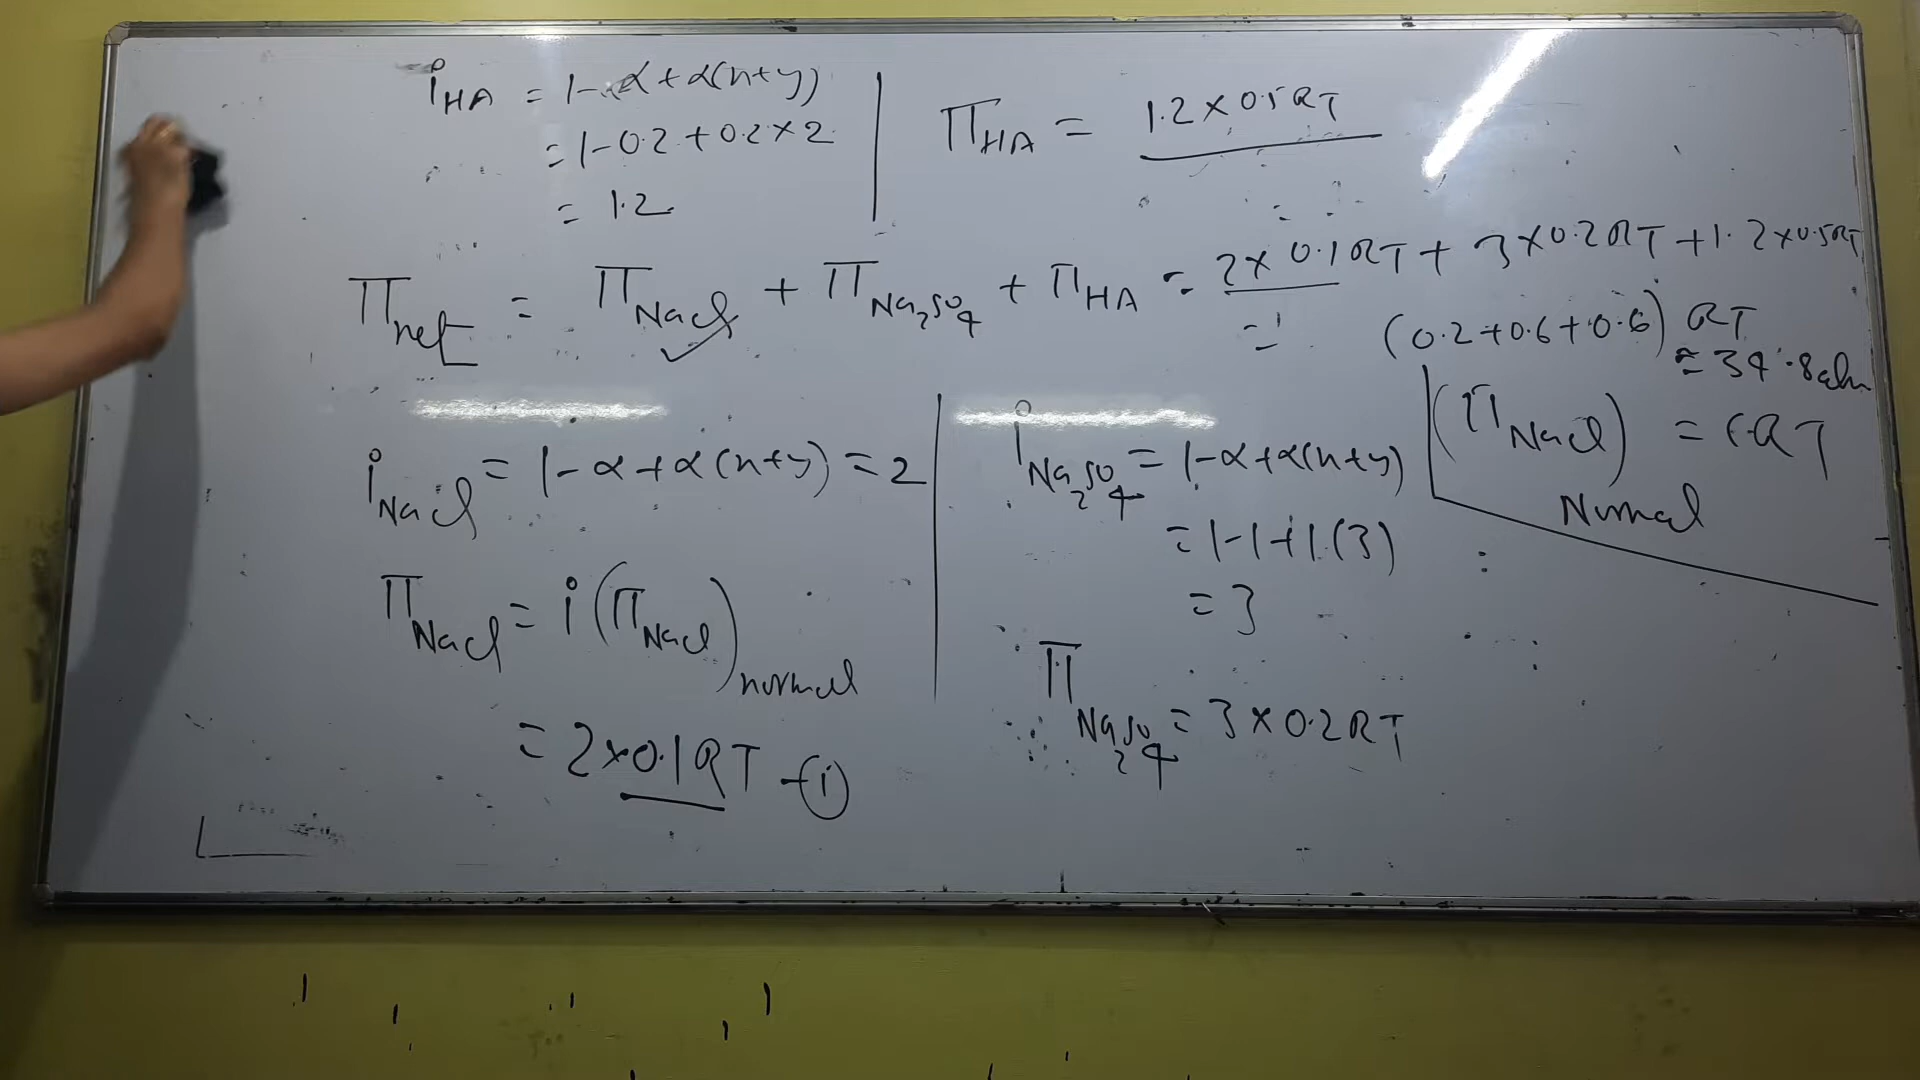 i_HA = 1-α+α(x+y)
= 1-0.2+0.2×2
= 1.2
π_HA = 1.2×0.5RT
π_net = π_NaCl + π_Na2SO4 + π_HA = 2×0.1RT + 3×0.2RT + 1.2×0.5RT
= (0.2+0.6+0.6) RT
= 34.8 atm
i_NaCl = 1-α+α(x+y) = 2
π_NaCl = i(π_NaCl)normal
= 2×0.1RT -(i)
i_Na2SO4 = 1-α+α(x+y)
= 1-1+1.(3)
= 3
π_Na2SO4 = 3×0.2RT
(π_NaCl) = CRT
Normal